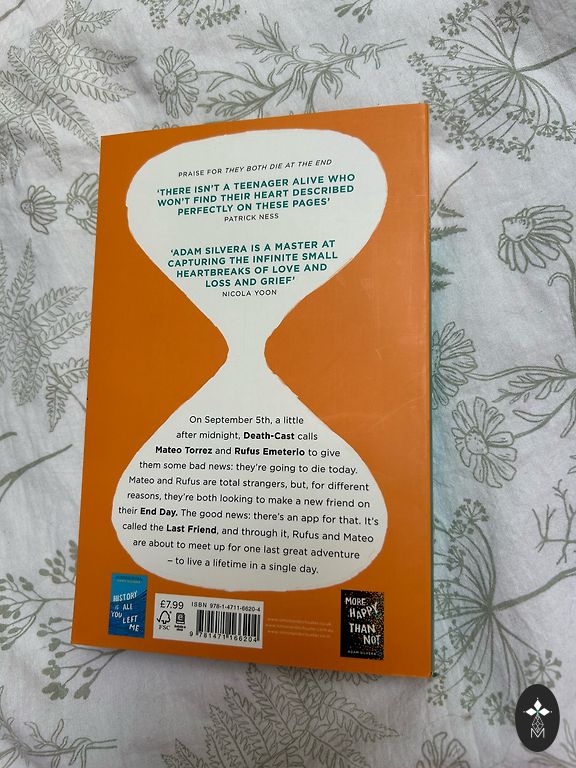 PRAISE FOR THEY BOTH DIE AT THE END
‘THERE ISN’T A TEENAGER ALIVE WHO
WON’T FIND THEIR HEART DESCRIBED
PERFECTLY ON THESE PAGES’
PATRICK NESS
‘ADAM SILVERA IS A MASTER AT
CAPTURING THE INFINITE SMALL
HEARTBREAKS OF LOVE AND
LOSS AND GRIEF’
NICOLA YOON
On September 5th, a little
after midnight, Death-Cast calls
Mateo Torrez and Rufus Emeterio to give
them some bad news: they’re going to die today.
Mateo and Rufus are total strangers, but, for different
reasons, they’re both looking to make a new friend on
their End Day. The good news: there’s an app for that. It’s
called the Last Friend, and through it, Rufus and Mateo
are about to meet up for one last great adventure
– to live a lifetime in a single day.
HISTORY
IS ALL
YOU LEFT
ME
£7.99
FSC
ISBN 978-1-4711-6620-4
9 781471 166204
MORE
HAPPY
THAN
NOT
ADAM SILVERA